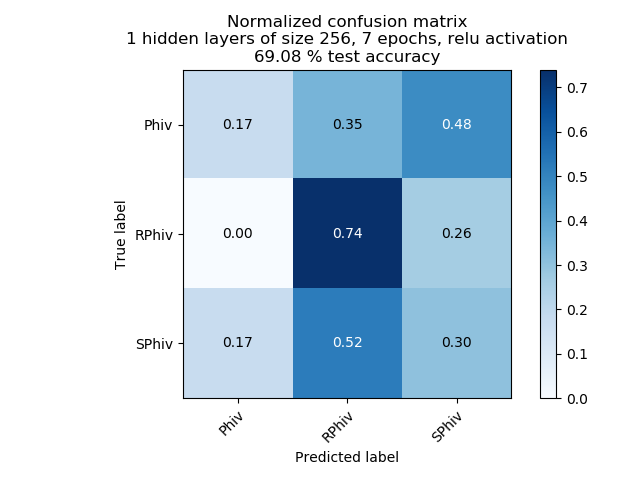 Normalized confusion matrix
1 hidden layers of size 256, 7 epochs, relu activation
69.08 % test accuracy
True label
Phiv 0.17 0.35 0.48
RPhiv 0.00 0.74 0.26
SPhiv 0.17 0.52 0.30
Phiv RPhiv SPhiv
Predicted label
0.7
0.6
0.5
0.4
0.3
0.2
0.1
0.0